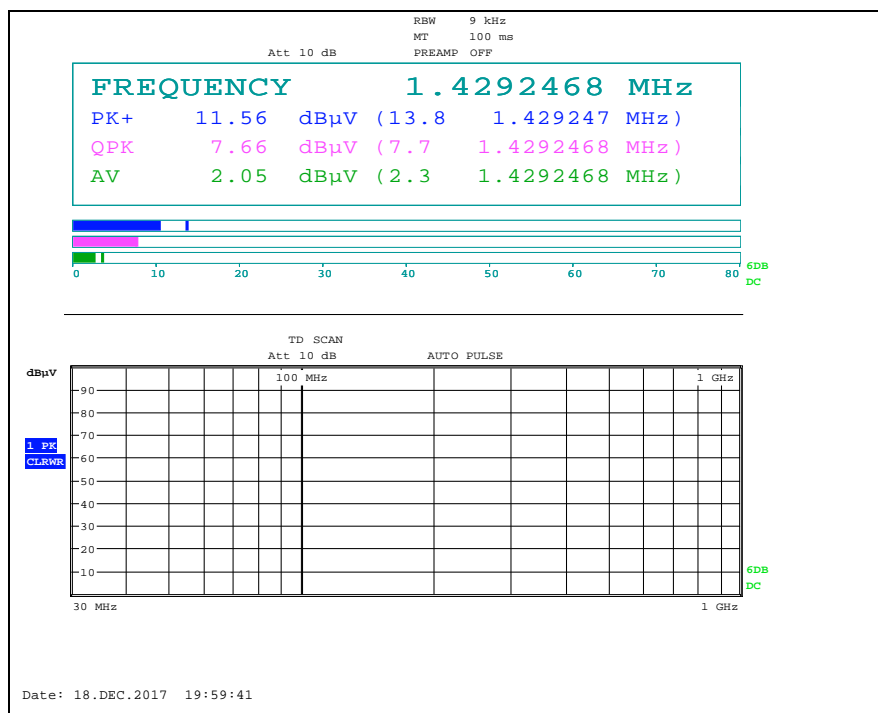 RBW 9 kHz
MT 100 ms
Att 10 dB PREAMP OFF
FREQUENCY 1.4292468 MHz
PK+ 11.56 dBµV (13.8 1.429247 MHz)
QPK 7.66 dBµV (7.7 1.4292468 MHz)
AV 2.05 dBµV (2.3 1.4292468 MHz)
0 10 20 30 40 50 60 70 80
6DB
DC
TD SCAN
Att 10 dB AUTO PULSE
dBµV
100 MHz 1 GHz
90
80
70
1 PK
CLRWR
60
50
40
30
20
10
6DB
DC
30 MHz 1 GHz
Date: 18.DEC.2017 19:59:41